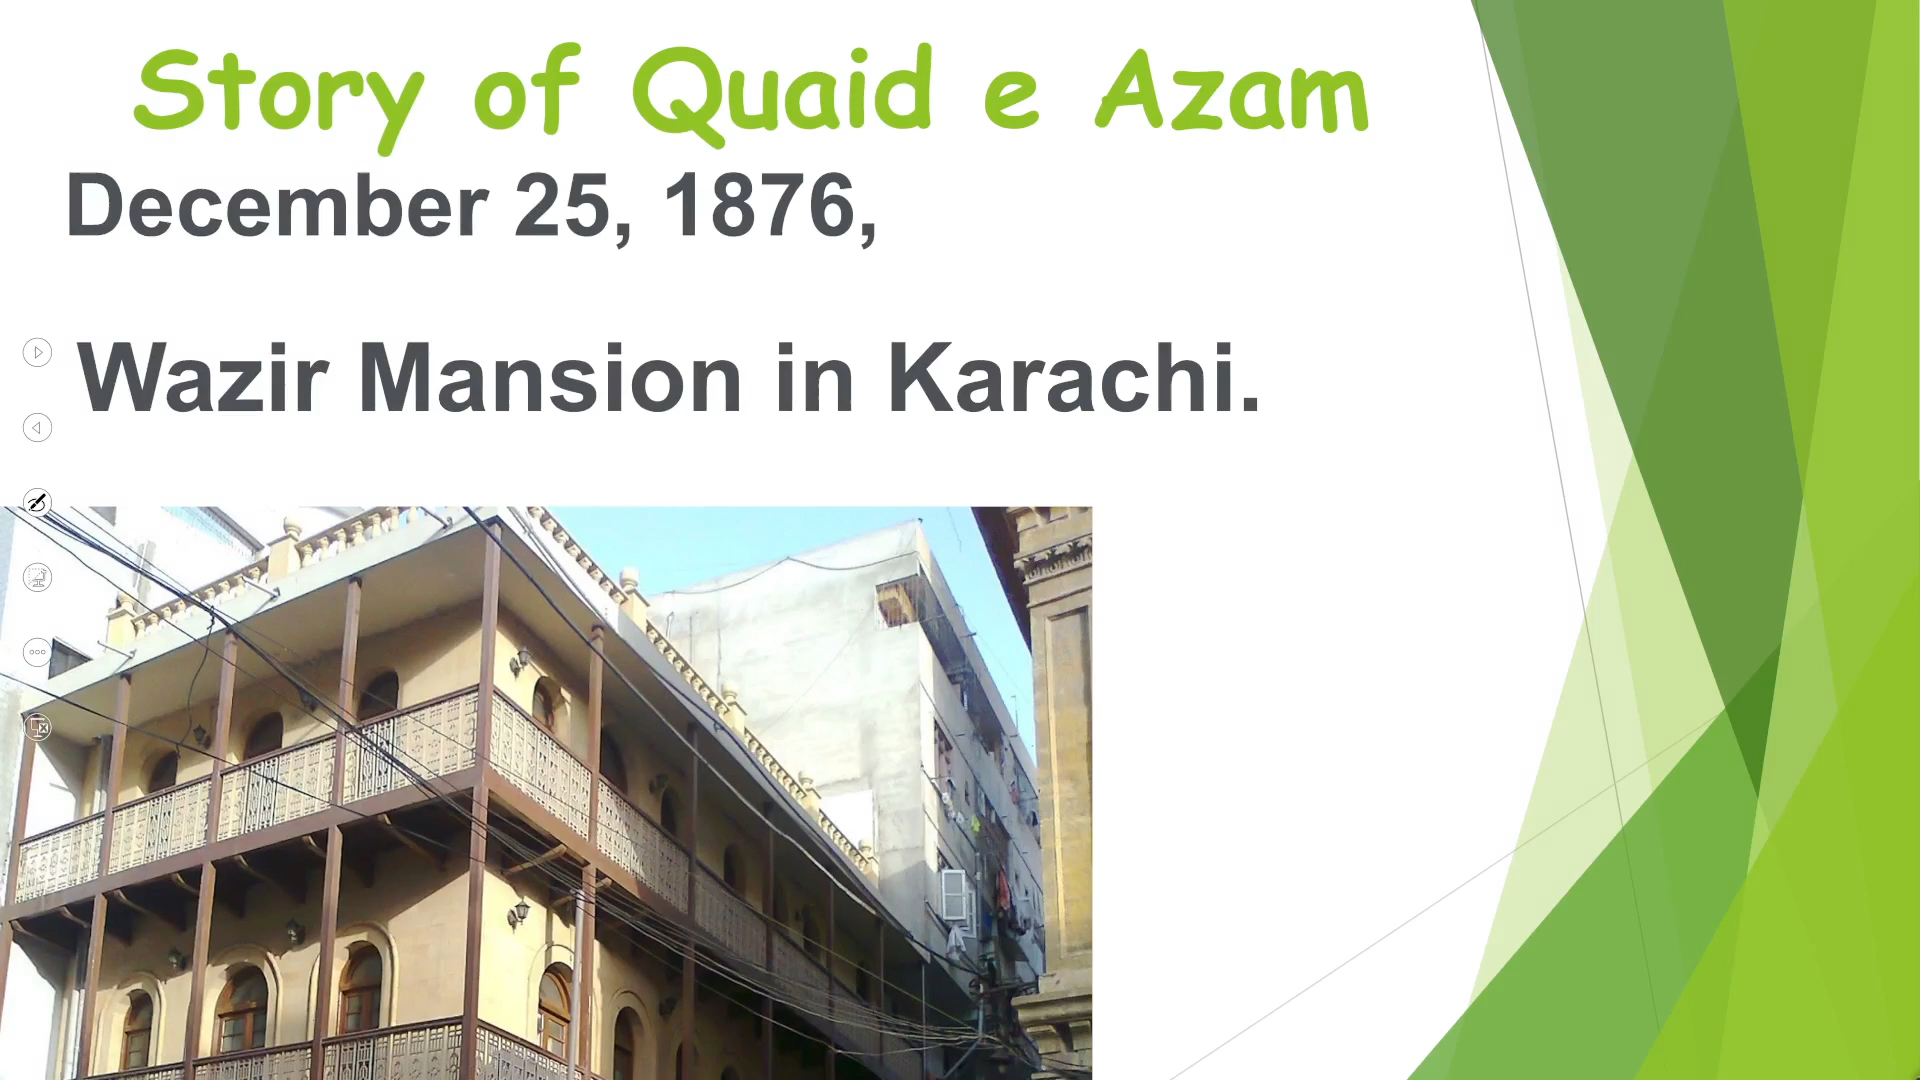 Story of Quaid e Azam
December 25, 1876,
Wazir Mansion in Karachi.